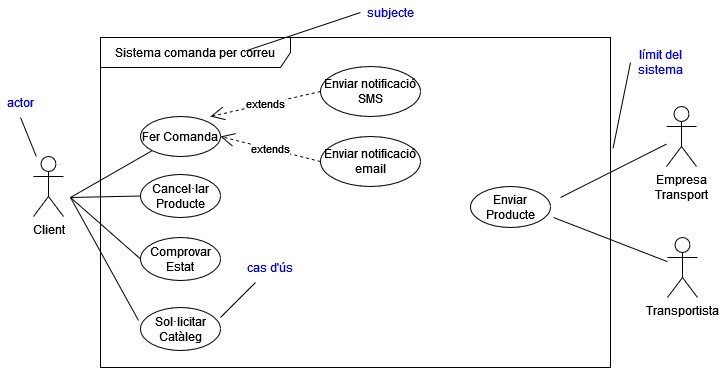 subjecte
Sistema comanda per correu
límit del
sistema
Enviar notificació
SMS
actor
extends
Fer Comanda
extends
Enviar notificació
email
Cancel·lar
Producte
Enviar
Producte
Empresa
Transport
Client
Comprovar
Estat
cas d'ús
Transportista
Sol·licitar
Catàleg